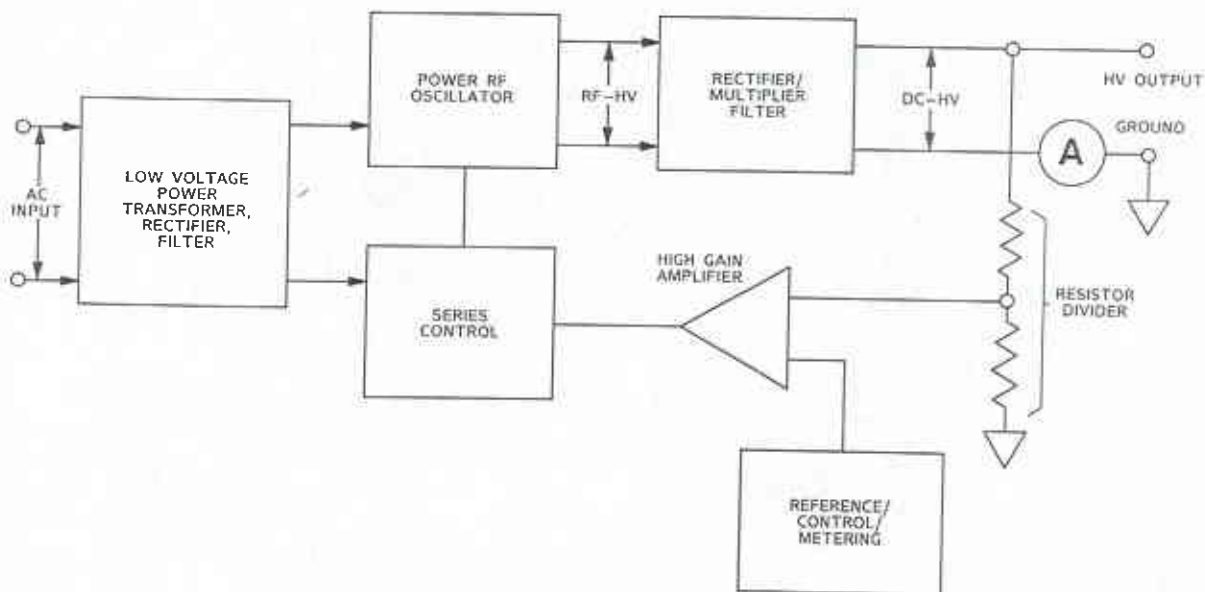 POWER RF
OSCILLATOR
RF-HV
RECTIFIER/
MULTIPLIER
FILTER
DC-HV
HV OUTPUT
GROUND
A
AC
INPUT
LOW VOLTAGE
POWER
TRANSFORMER,
RECTIFIER,
FILTER
SERIES
CONTROL
HIGH GAIN
AMPLIFIER
RESISTOR
DIVIDER
REFERENCE/
CONTROL/
METERING